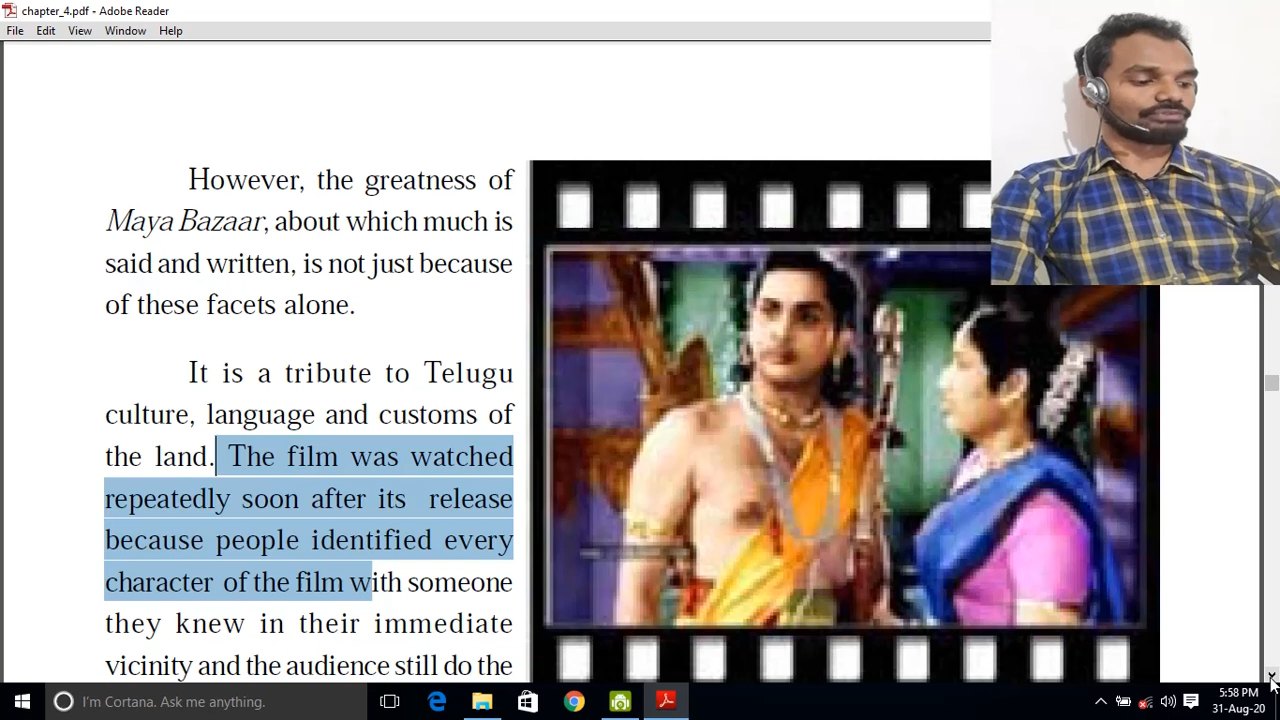 chapter_4.pdf - Adobe Reader
File Edit View Window Help
However, the greatness of
Maya Bazaar, about which much is
said and written, is not just because
of these facets alone.
It is a tribute to Telugu
culture, language and customs of
the land. The film was watched
repeatedly soon after its release
because people identified every
character of the film with someone
they knew in their immediate
vicinity and the audience still do the
I'm Cortana. Ask me anything.
5:58 PM
31-Aug-20